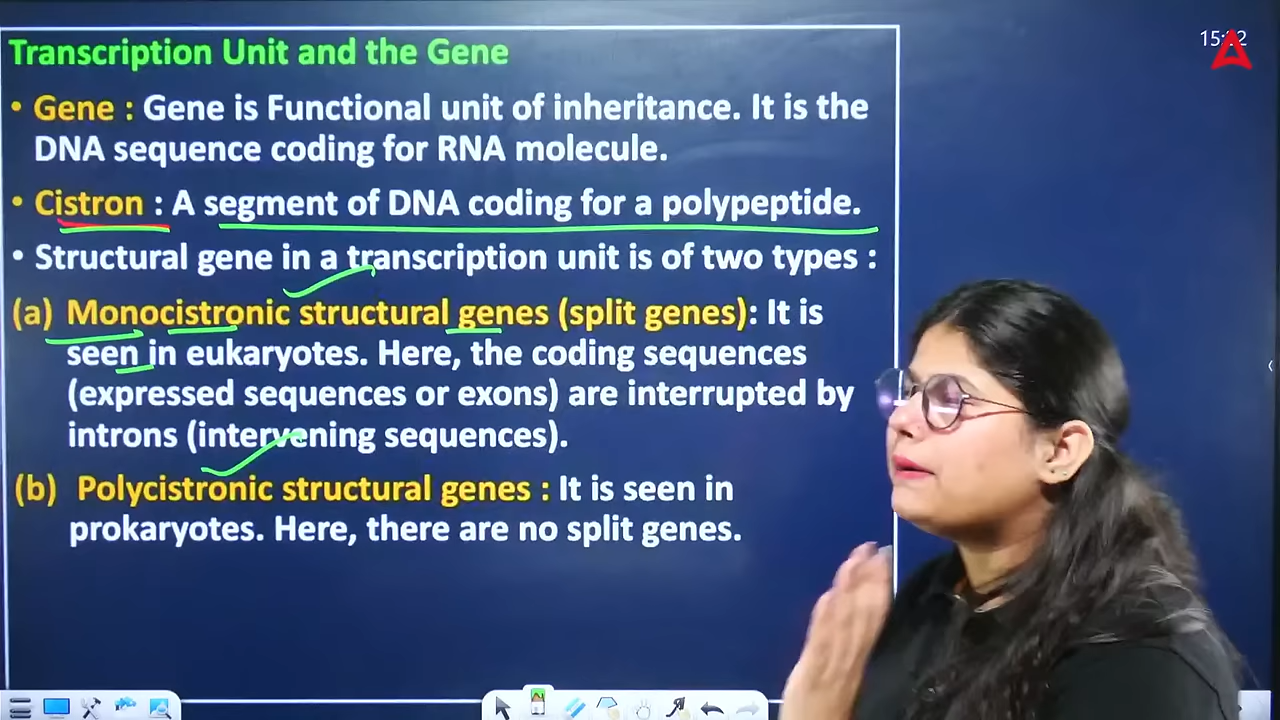 Transcription Unit and the Gene
• Gene : Gene is Functional unit of inheritance. It is the
DNA sequence coding for RNA molecule.
• Cistron : A segment of DNA coding for a polypeptide.
• Structural gene in a transcription unit is of two types :
(a) Monocistronic structural genes (split genes): It is
seen in eukaryotes. Here, the coding sequences
(expressed sequences or exons) are interrupted by
introns (intervening sequences).
(b) Polycistronic structural genes : It is seen in
prokaryotes. Here, there are no split genes.